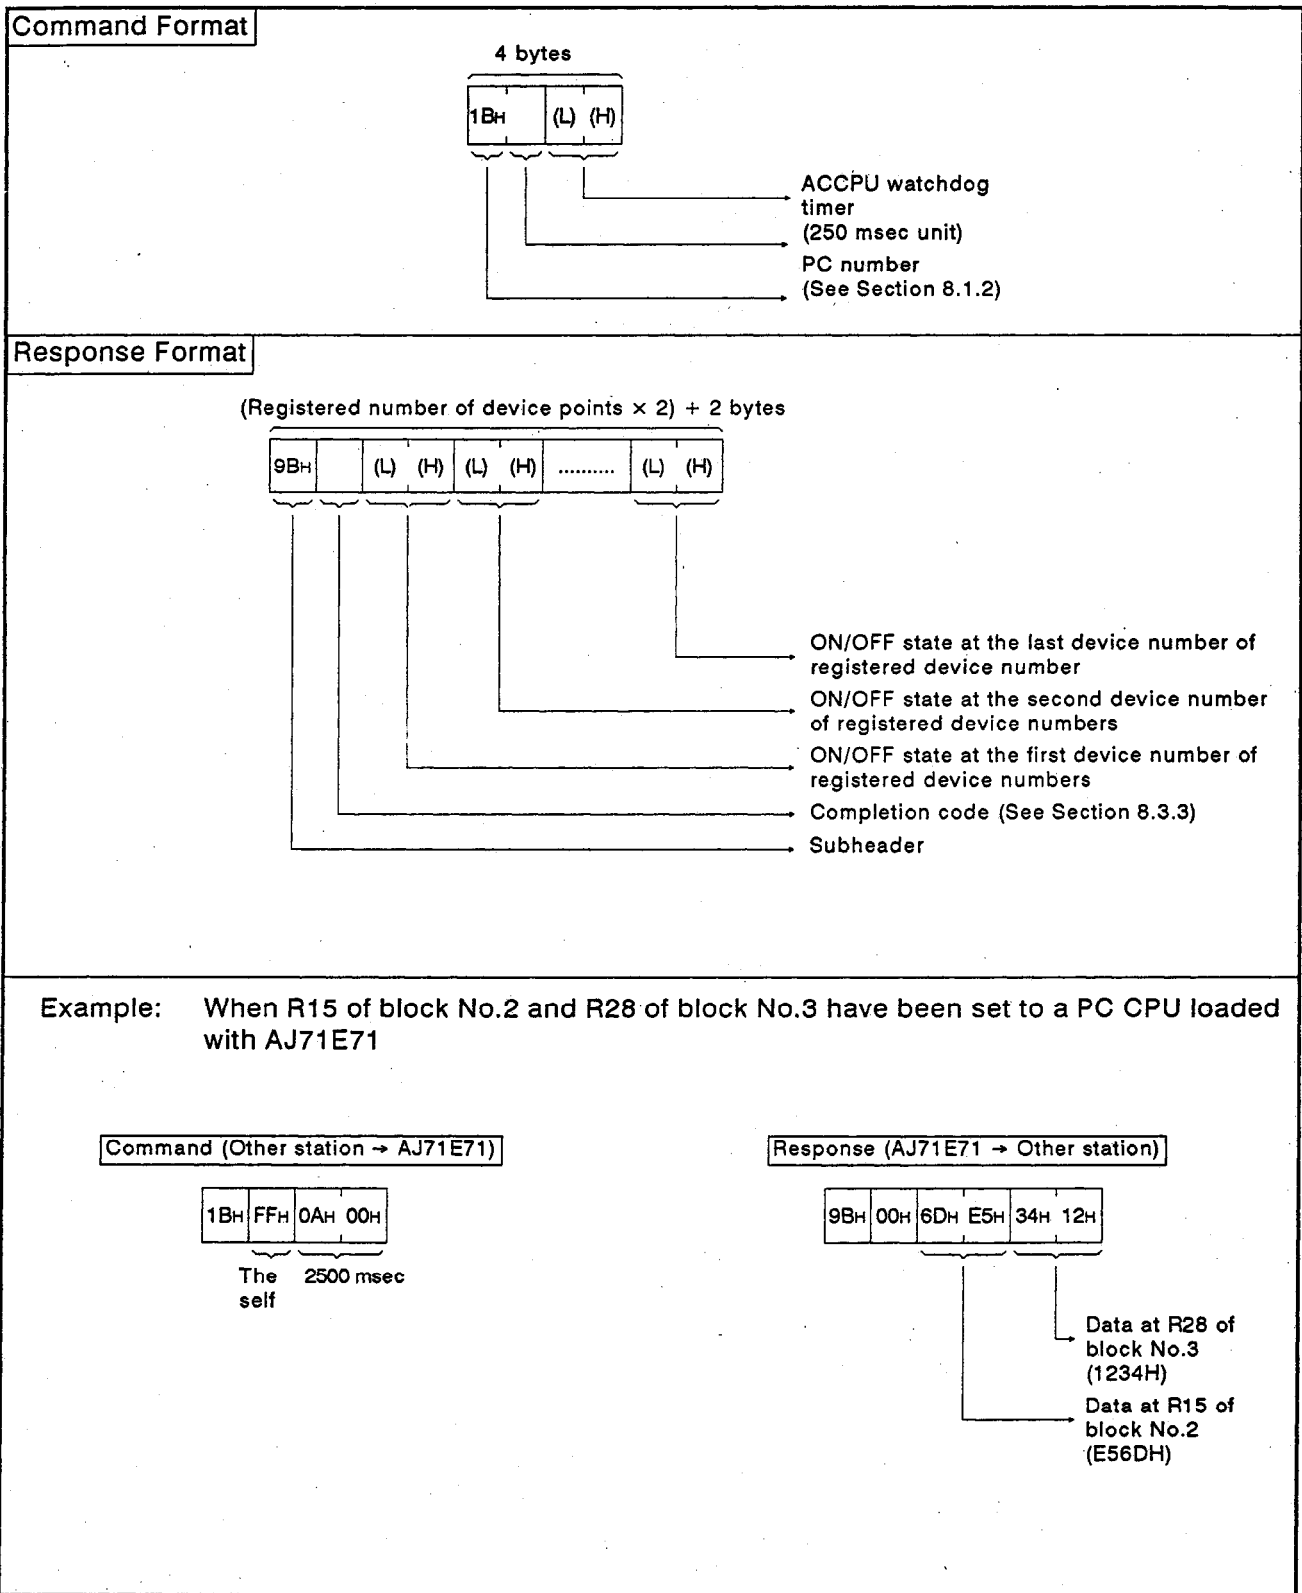 Command Format
4 bytes
1BH (L) (H)
ACCPU watchdog
timer
(250 msec unit)
PC number
(See Section 8.1.2)
Response Format
(Registered number of device points × 2) + 2 bytes
9BH (L) (H) (L) (H) .......... (L) (H)
ON/OFF state at the last device number of
registered device number
ON/OFF state at the second device number
of registered device numbers
ON/OFF state at the first device number of
registered device numbers
Completion code (See Section 8.3.3)
Subheader
Example: When R15 of block No.2 and R28 of block No.3 have been set to a PC CPU loaded
with AJ71E71
Command (Other station → AJ71E71)
1BH FFH 0AH 00H
The 2500 msec
self
Response (AJ71E71 → Other station)
9BH 00H 6DH E5H 34H 12H
Data at R28 of
block No.3
(1234H)
Data at R15 of
block No.2
(E56DH)